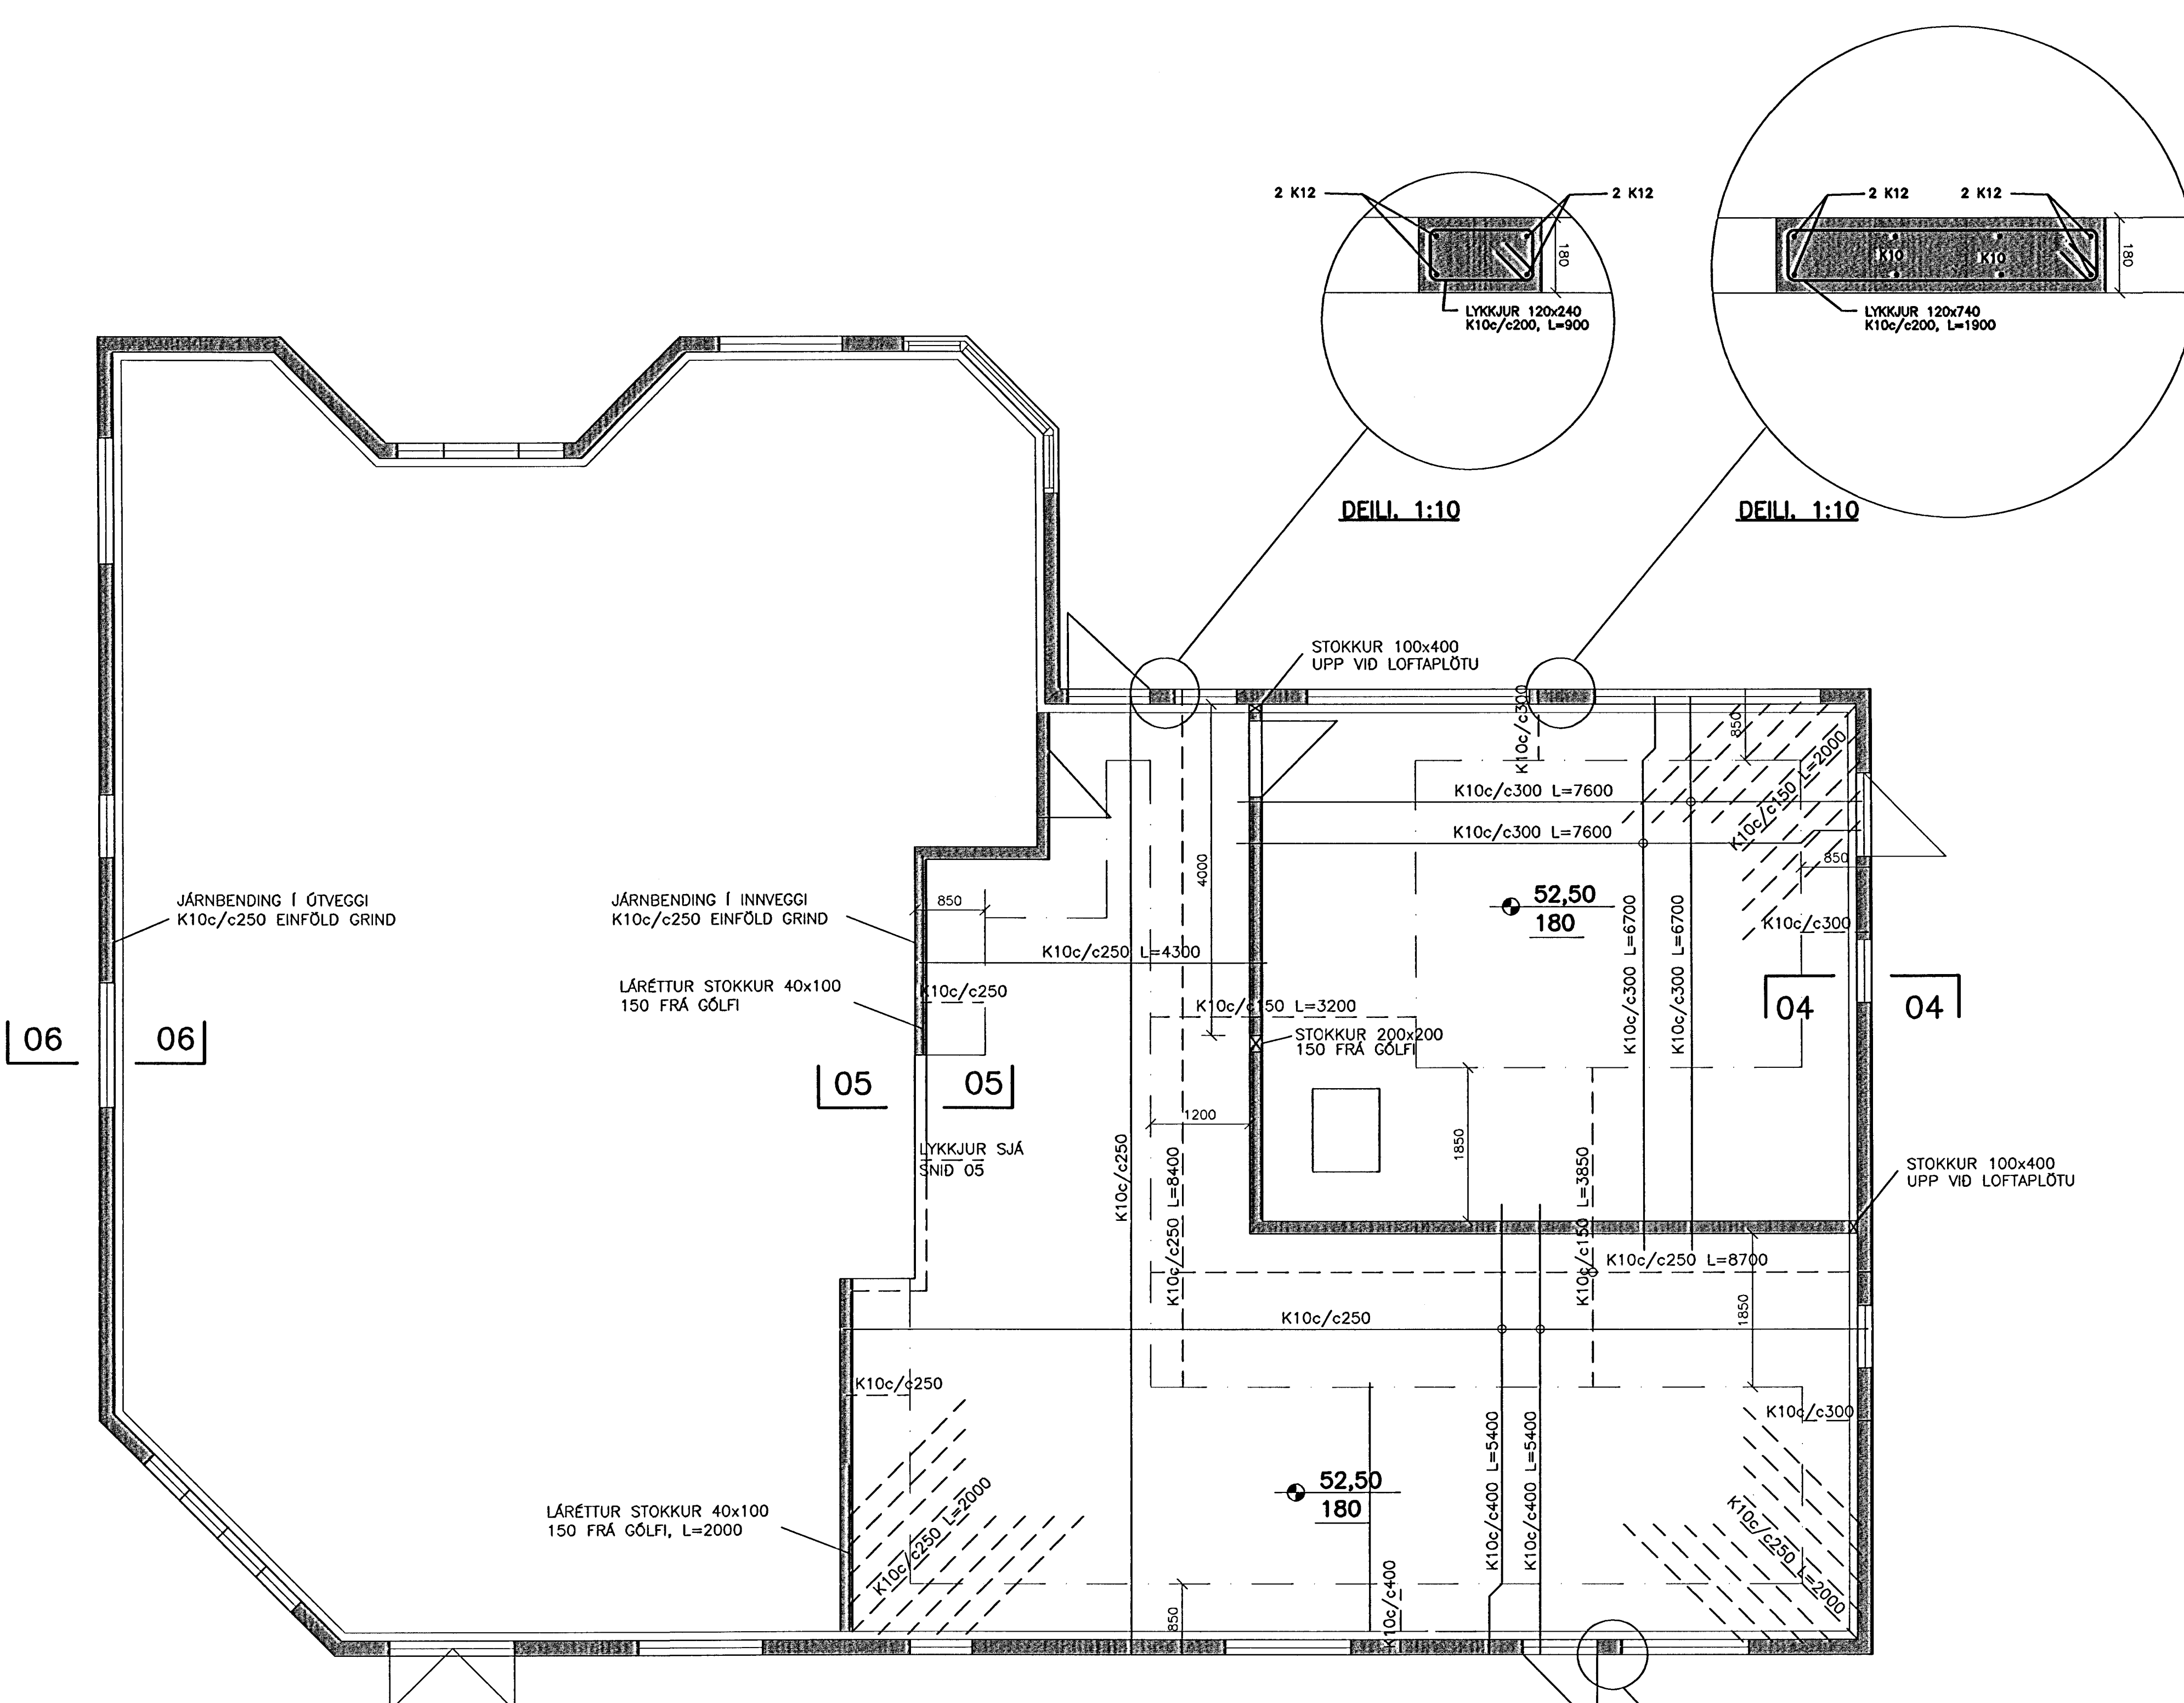 2 K12
2 K12
180
LYKKJUR 120x240
K10c/c200, L=900
DEILI. 1:10
2 K12
2 K12
K10
K10
180
LYKKJUR 120x740
K10c/c200, L=1900
DEILI. 1:10
STOKKUR 100x400
UPP VIÐ LOFTAPLÖTU
K10c/c300
850
K10c/c150 L=2000
K10c/c300 L=7600
K10c/c300 L=7600
850
4000
JÁRNBENDING Í ÚTVEGGI
K10c/c250 EINFÖLD GRIND
JÁRNBENDING Í INNVEGGI
K10c/c250 EINFÖLD GRIND
850
52,50
180
K10c/c300 L=6700
K10c/c300 L=6700
K10c/c300
K10c/c250 L=4300
LÁRÉTTUR STOKKUR 40x100
150 FRÁ GÓLFI
K10c/c250
K10c/c150 L=3200
04
04
06
06
STOKKUR 200x200
150 FRÁ GÓLFI
05
05
1200
1850
LYKKJUR SJÁ
SNIÐ 05
K10c/c250
K10c/c250 L=8400
K10c/c150 L=3850
STOKKUR 100x400
UPP VIÐ LOFTAPLÖTU
K10c/c250 L=8700
1850
K10c/c250
K10c/c250
K10c/c300
K10c/c400 L=5400
K10c/c400 L=5400
52,50
180
LÁRÉTTUR STOKKUR 40x100
150 FRÁ GÓLFI, L=2000
K10c/c250 L=2000
K10c/c250 L=2000
850
K10c/c400